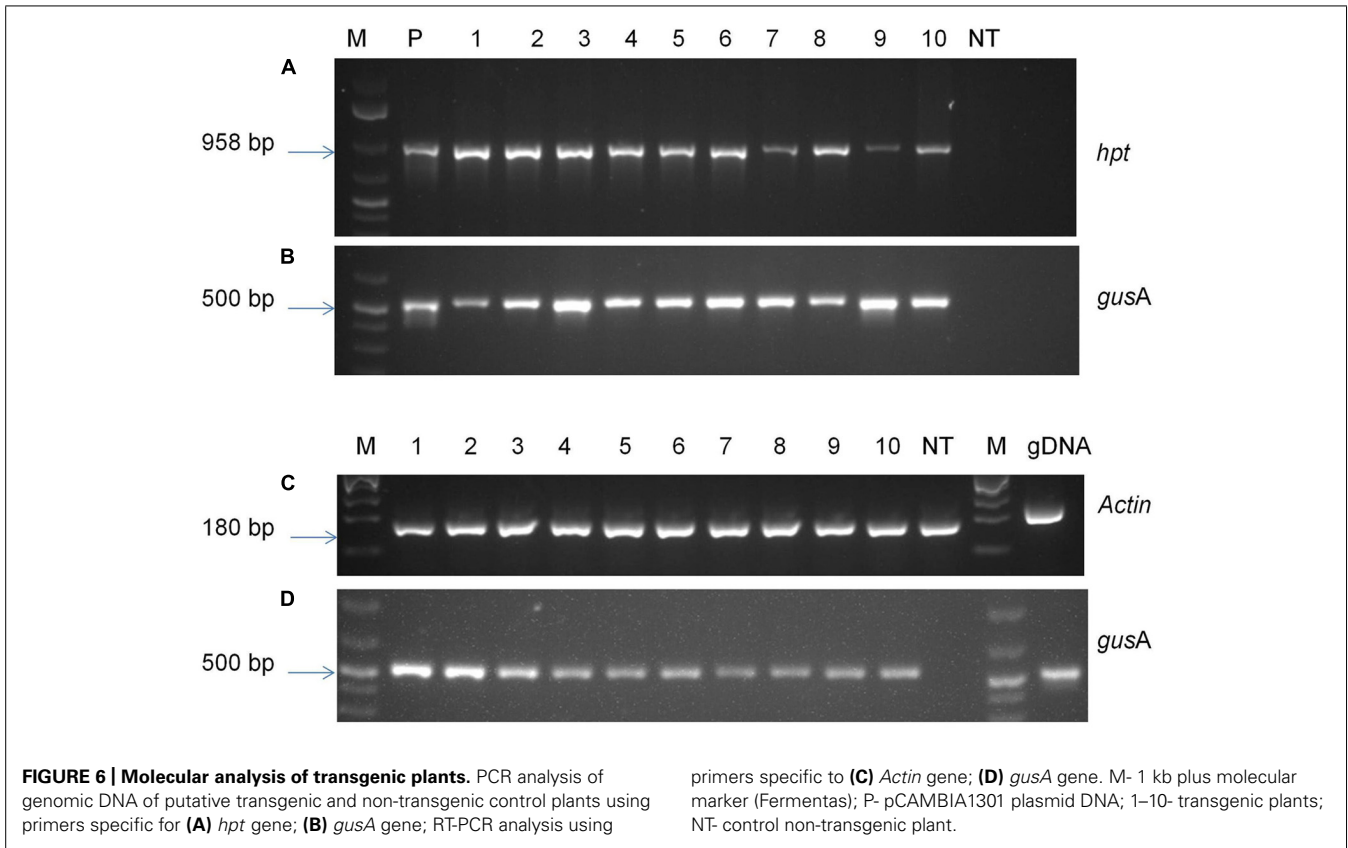 M P 1 2 3 4 5 6 7 8 9 10 NT
A
958 bp
hpt
B
500 bp
gusA
M 1 2 3 4 5 6 7 8 9 10 NT M gDNA
C
180 bp
Actin
D
500 bp
gusA
FIGURE 6 | Molecular analysis of transgenic plants. PCR analysis of
genomic DNA of putative transgenic and non-transgenic control plants using
primers specific for (A) hpt gene; (B) gusA gene; RT-PCR analysis using
primers specific to (C) Actin gene; (D) gusA gene. M- 1 kb plus molecular
marker (Fermentas); P- pCAMBIA1301 plasmid DNA; 1–10- transgenic plants;
NT- control non-transgenic plant.